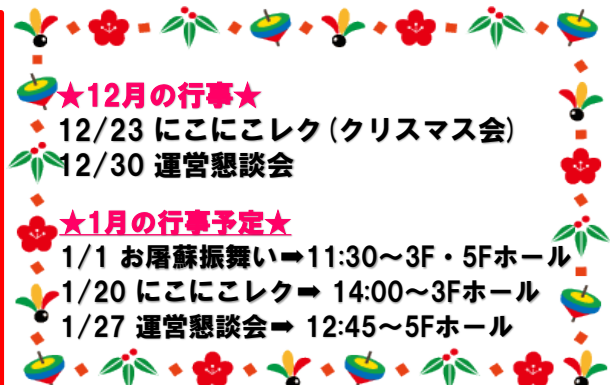 ★12月の行事★
12/23 にこにこレク(クリスマス会)
12/30 運営懇談会
★1月の行事予定★
1/1 お屠蘇振舞い➡11:30～3F・5Fホール
1/20 にこにこレク➡ 14:00～3Fホール
1/27 運営懇談会➡ 12:45～5Fホール